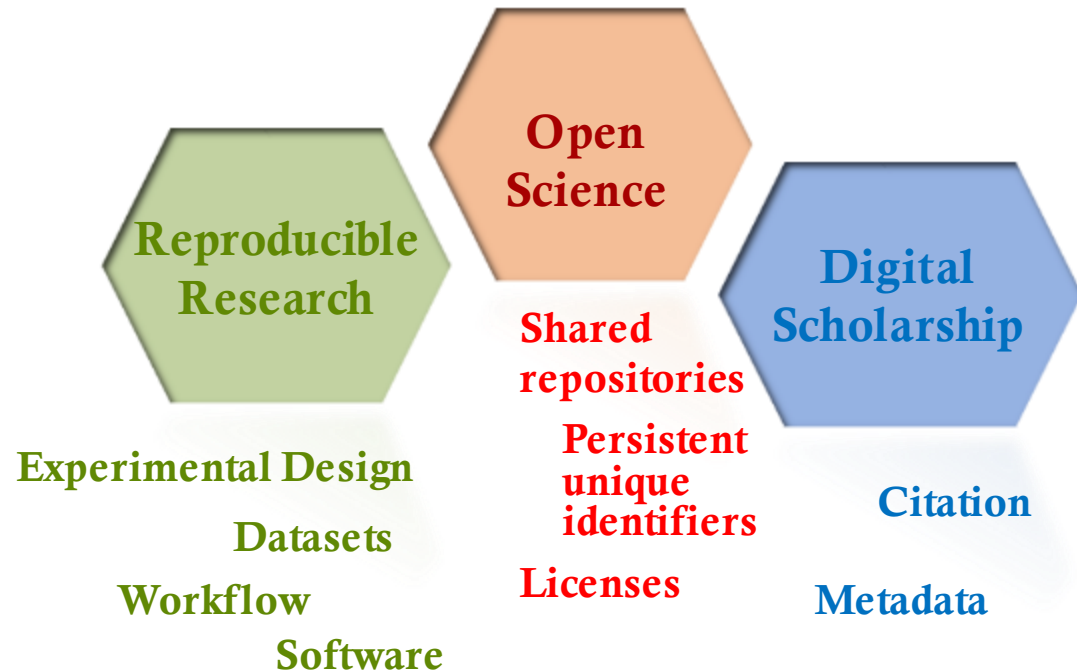 Reproducible
Research
Experimental Design
Datasets
Workflow
Software
Open
Science
Shared
repositories
Persistent
unique
identifiers
Licenses
Digital
Scholarship
Citation
Metadata